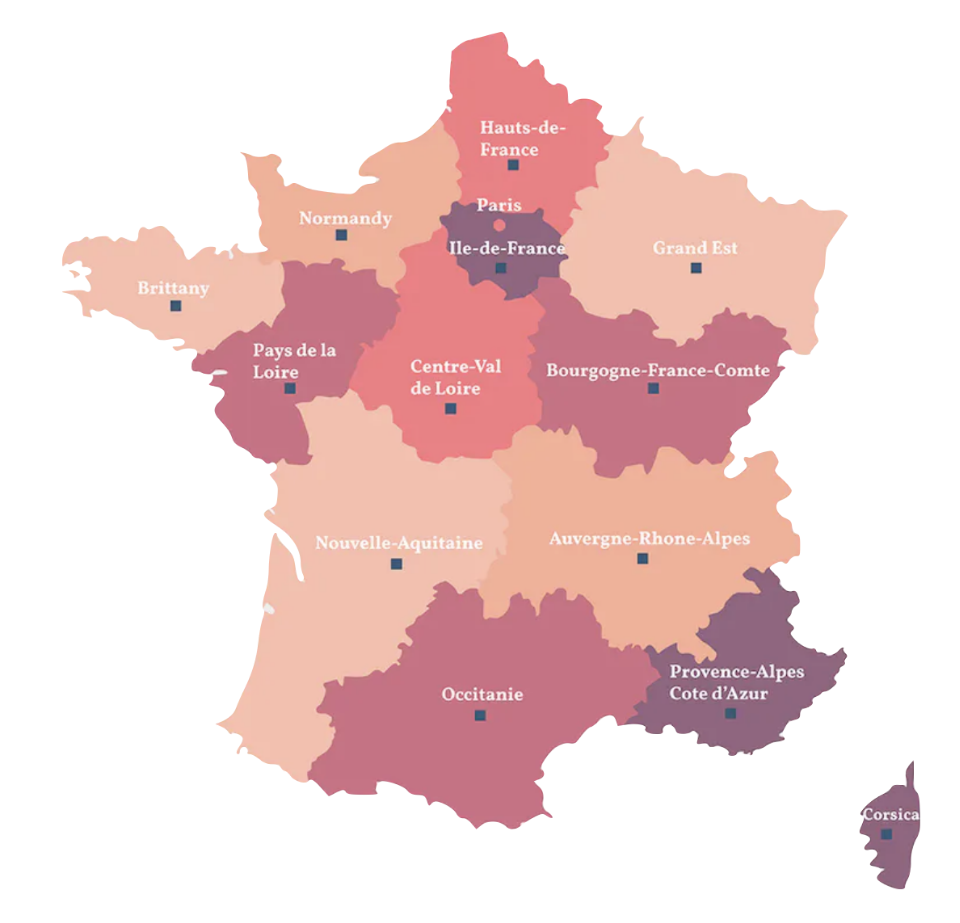 Hauts-de-
France
Paris
Normandy
Ile-de-France
Grand Est
Brittany
Pays de la
Loire
Centre-Val
de Loire
Bourgogne-France-Comte
Nouvelle-Aquitaine
Auvergne-Rhone-Alpes
Provence-Alpes
Cote d'Azur
Occitanie
Corsica